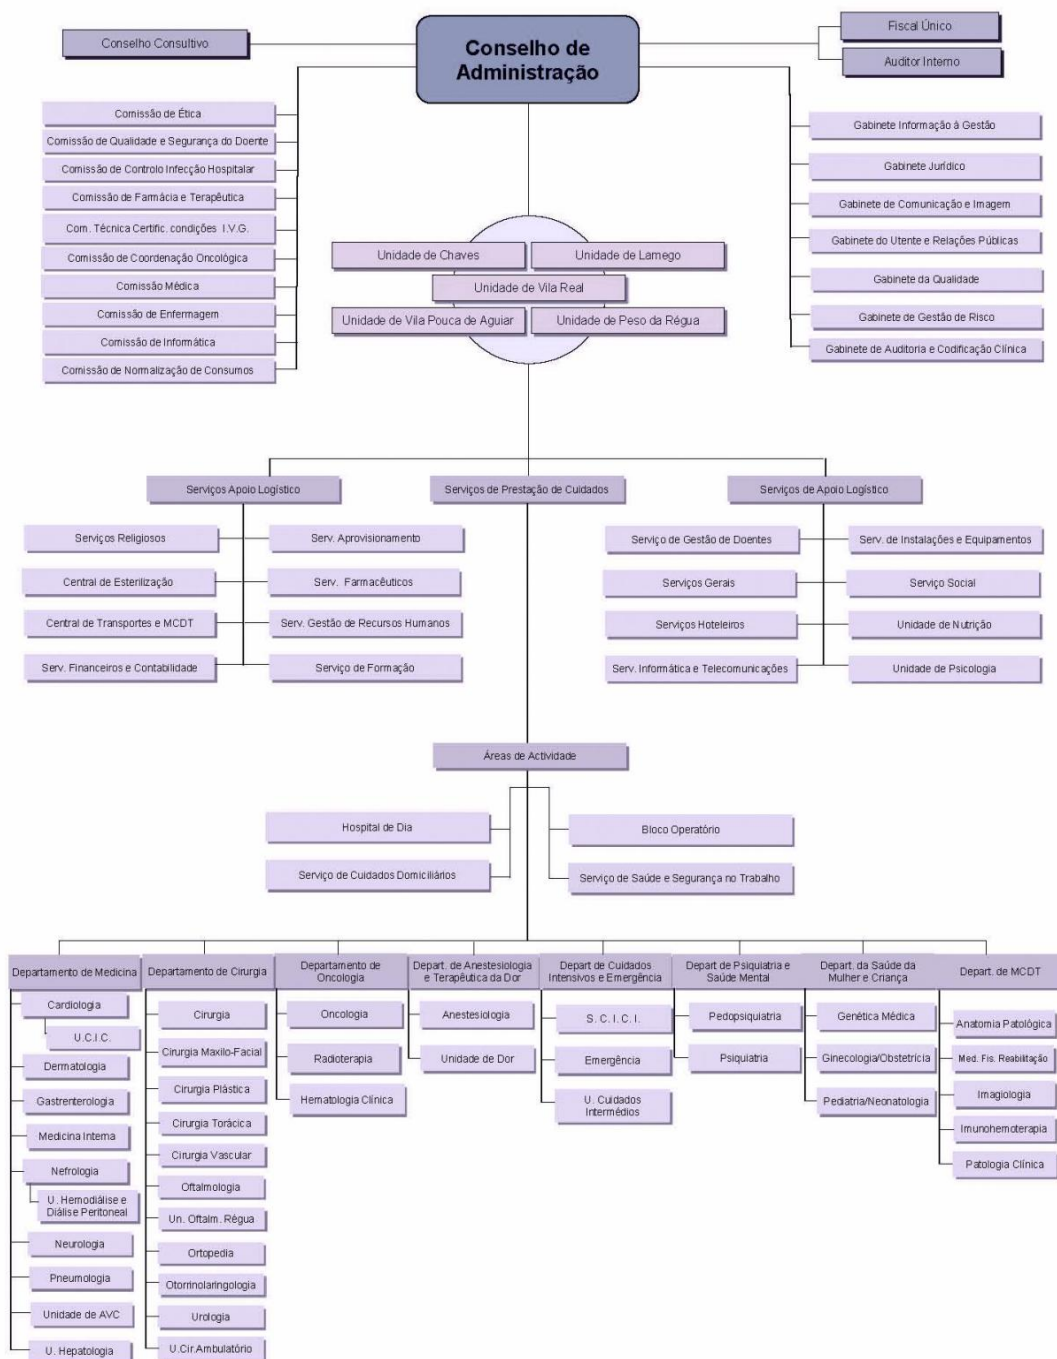 Conselho Consultivo
Conselho de
Administração
Fiscal Único
Auditor Interno
Comissão de Ética
Comissão de Qualidade e Segurança do Doente
Comissão de Controlo Infecção Hospitalar
Comissão de Farmácia e Terapêutica
Com. Técnica Certific. condições I.V.G.
Comissão de Coordenação Oncológica
Comissão Médica
Comissão de Enfermagem
Comissão de Informática
Comissão de Normalização de Consumos
Gabinete Informação à Gestão
Gabinete Jurídico
Gabinete de Comunicação e Imagem
Gabinete do Utente e Relações Públicas
Gabinete da Qualidade
Gabinete de Gestão de Risco
Gabinete de Auditoria e Codificação Clínica
Unidade de Chaves
Unidade de Lamego
Unidade de Vila Real
Unidade de Vila Pouca de Aguiar
Unidade de Peso da Régua
Serviços Apoio Logístico
Serviços de Prestação de Cuidados
Serviços de Apoio Logístico
Serviços Religiosos
Serv. Aprovisionamento
Central de Esterilização
Serv. Farmacêuticos
Central de Transportes e MCDT
Serv. Gestão de Recursos Humanos
Serv. Financeiros e Contabilidade
Serviço de Formação
Serviço de Gestão de Doentes
Serv. de Instalações e Equipamentos
Serviços Gerais
Serviço Social
Serviços Hoteleiros
Unidade de Nutrição
Serv. Informática e Telecomunicações
Unidade de Psicologia
Áreas de Actividade
Hospital de Dia
Bloco Operatório
Serviço de Cuidados Domiciliários
Serviço de Saúde e Segurança no Trabalho
Departamento de Medicina
Cardiologia
U.C.I.C.
Dermatologia
Gastrenterologia
Medicina Interna
Nefrologia
U. Hemodiálise e
Diálise Peritoneal
Neurologia
Pneumologia
Unidade de AVC
U. Hepatologia
Departamento de Cirurgia
Cirurgia
Cirurgia Maxilo-Facial
Cirurgia Plástica
Cirurgia Torácica
Cirurgia Vascular
Oftalmologia
Un. Oftalm. Régua
Ortopedia
Otorrinolaringologia
Urologia
U.Cir.Ambulatório
Departamento de
Oncologia
Oncologia
Radioterapia
Hematologia Clínica
Depart. de Anestesiologia
e Terapêutica da Dor
Anestesiologia
Unidade de Dor
Depart de Cuidados
Intensivos e Emergência
S. C. I. C. I.
Emergência
U. Cuidados
Intermédios
Depart de Psiquiatria e
Saúde Mental
Pedopsiquiatria
Psiquiatria
Depart. da Saúde da
Mulher e Criança
Genética Médica
Ginecologia/Obstetrícia
Pediatria/Neonatologia
Depart. de MCDT
Anatomia Patológica
Med. Fis. Reabilitação
Imagiologia
Imunohemoterapia
Patologia Clínica